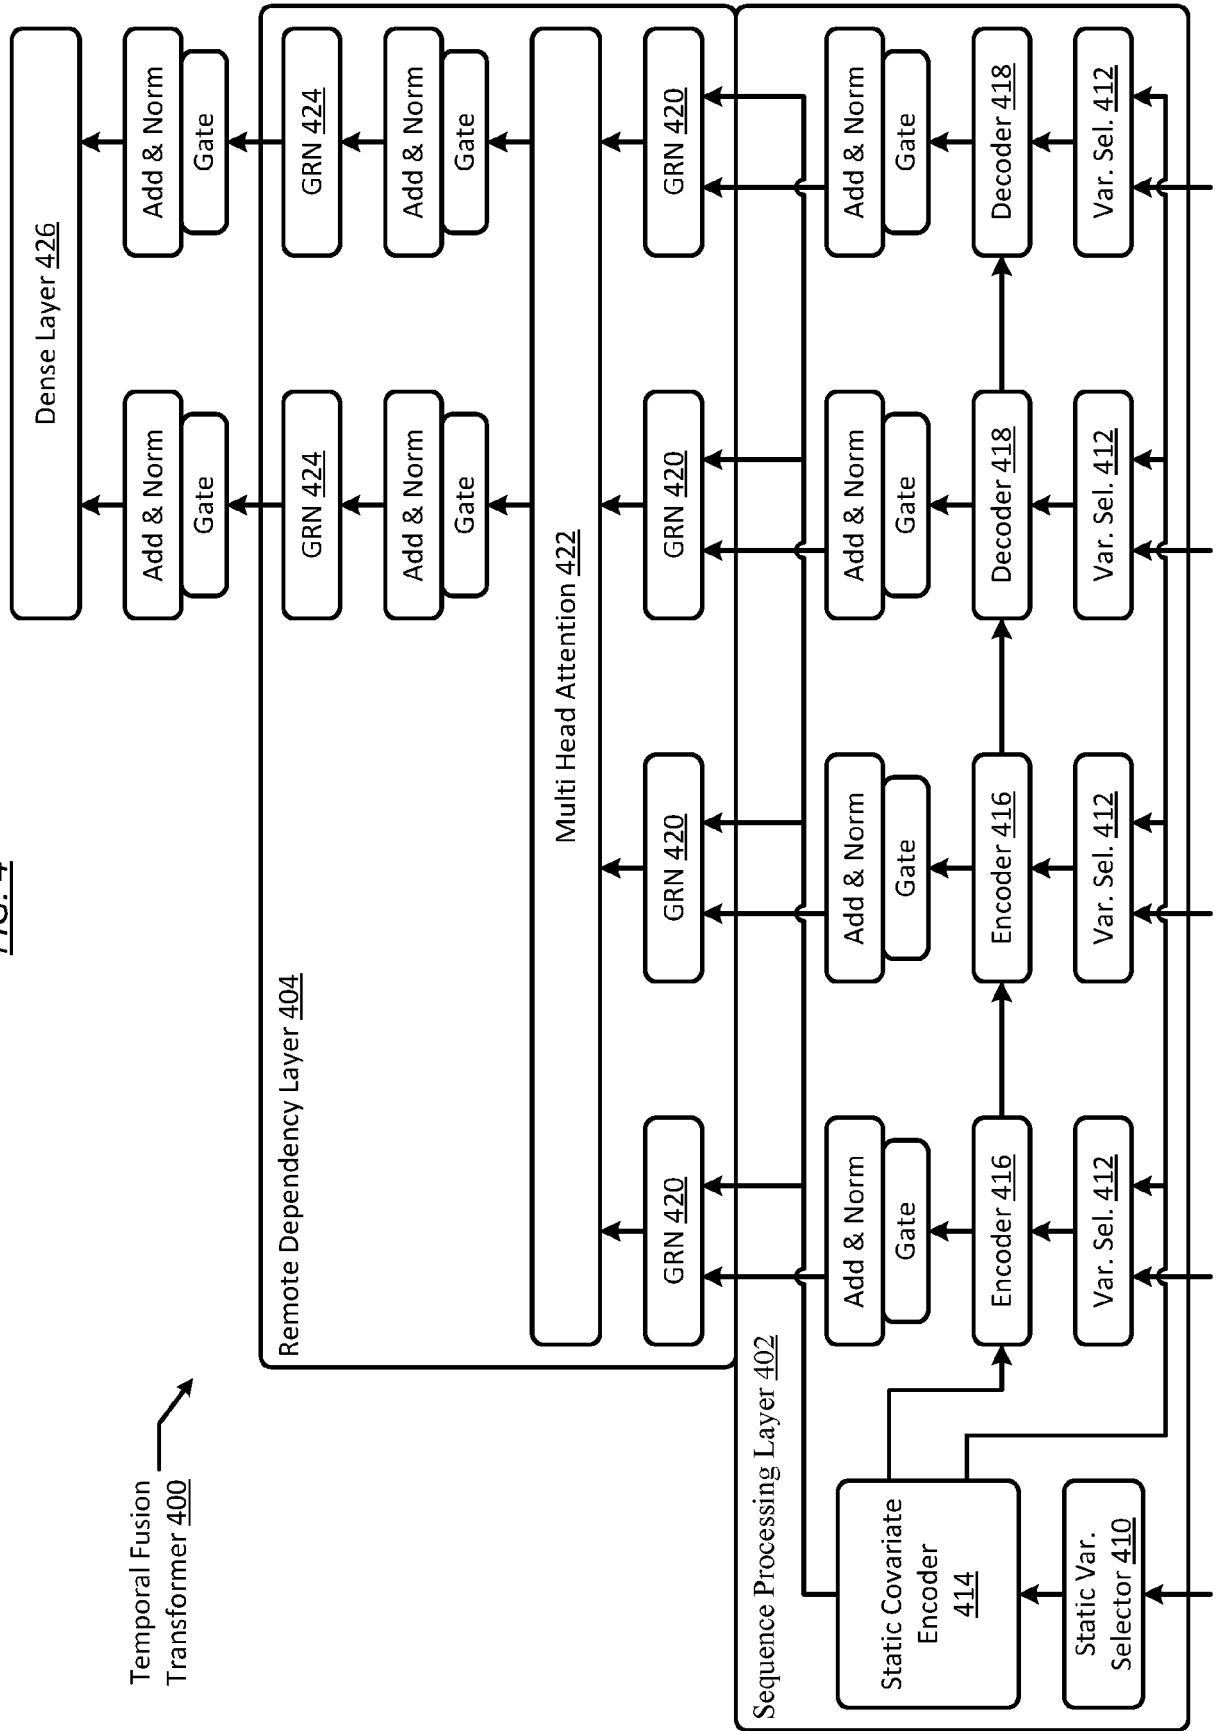 FIG. 4
Temporal Fusion
Transformer 400
Dense Layer 426
Add & Norm
Gate
Add & Norm
Gate
Remote Dependency Layer 404
GRN 424
GRN 424
Add & Norm
Gate
Add & Norm
Gate
Multi Head Attention 422
GRN 420
GRN 420
GRN 420
GRN 420
Sequence Processing Layer 402
Add & Norm
Gate
Add & Norm
Gate
Add & Norm
Gate
Add & Norm
Gate
Static Covariate
Encoder
414
Encoder 416
Encoder 416
Decoder 418
Decoder 418
Static Var.
Selector 410
Var. Sel. 412
Var. Sel. 412
Var. Sel. 412
Var. Sel. 412